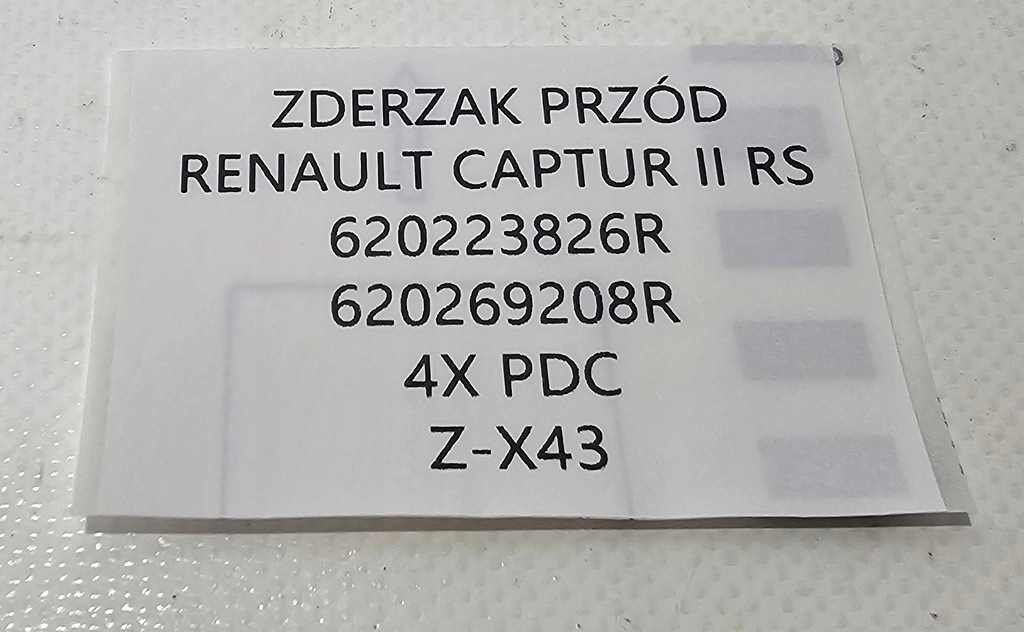 ZDERZAK PRZÓD
RENAULT CAPTUR II RS
620223826R
620269208R
4X PDC
Z-X43